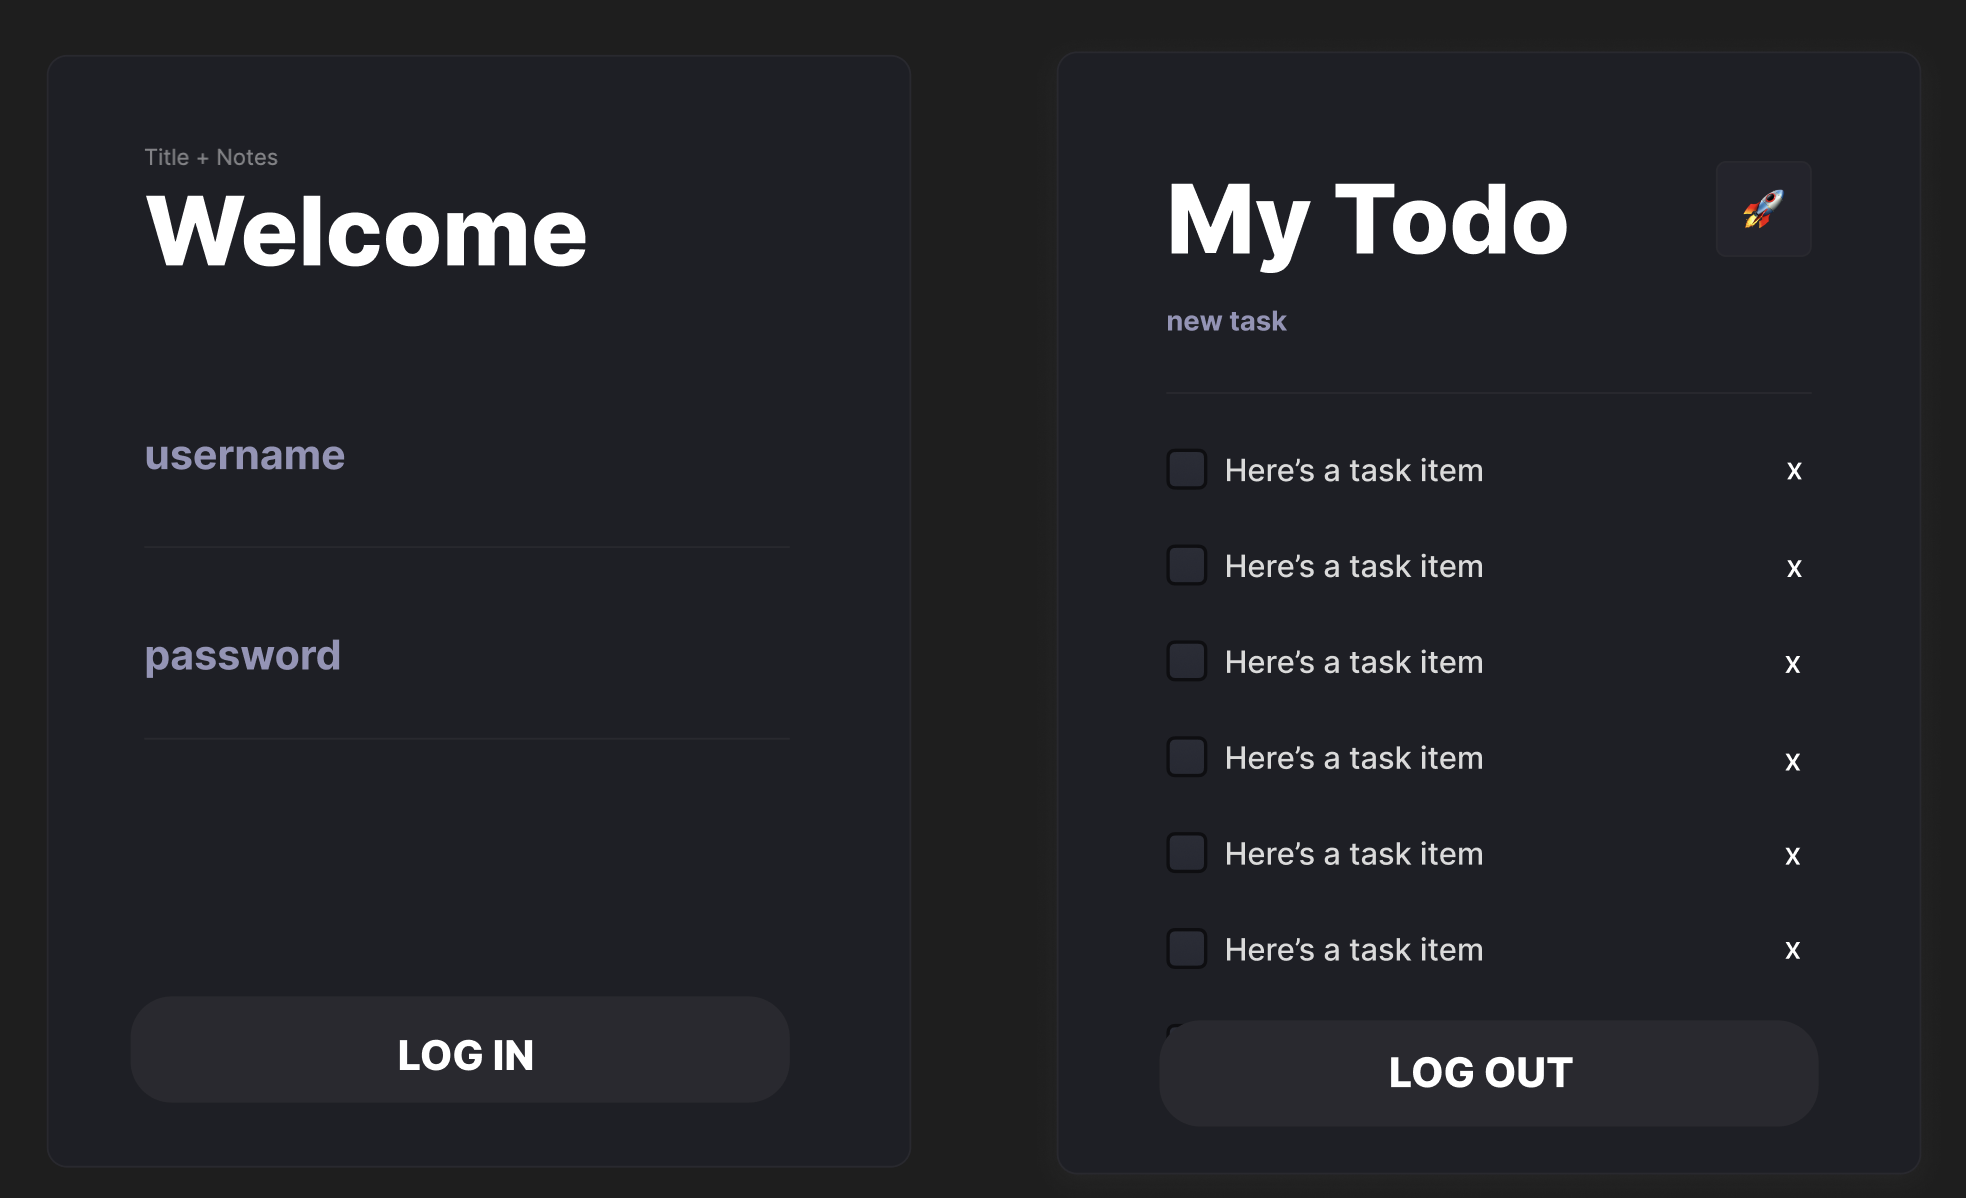 Title + Notes
Welcome
username
password
LOG IN
My Todo
new task
Here’s a task item x
Here’s a task item x
Here’s a task item x
Here’s a task item x
Here’s a task item x
Here’s a task item x
LOG OUT